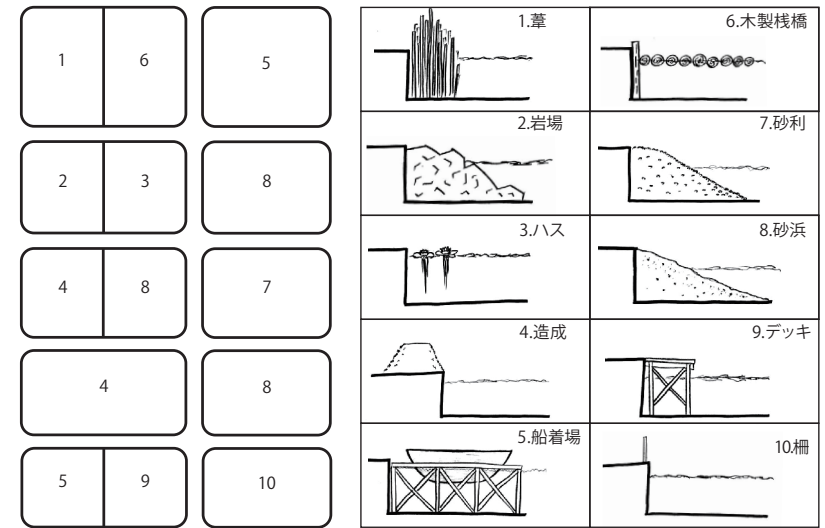 1 6 5
2 3 8
4 8 7
4 8
5 9 10
1.葦
6.木製桟橋
2.岩場
7.砂利
3.ハス
8.砂浜
4.造成
9.デッキ
5.船着場
10.柵